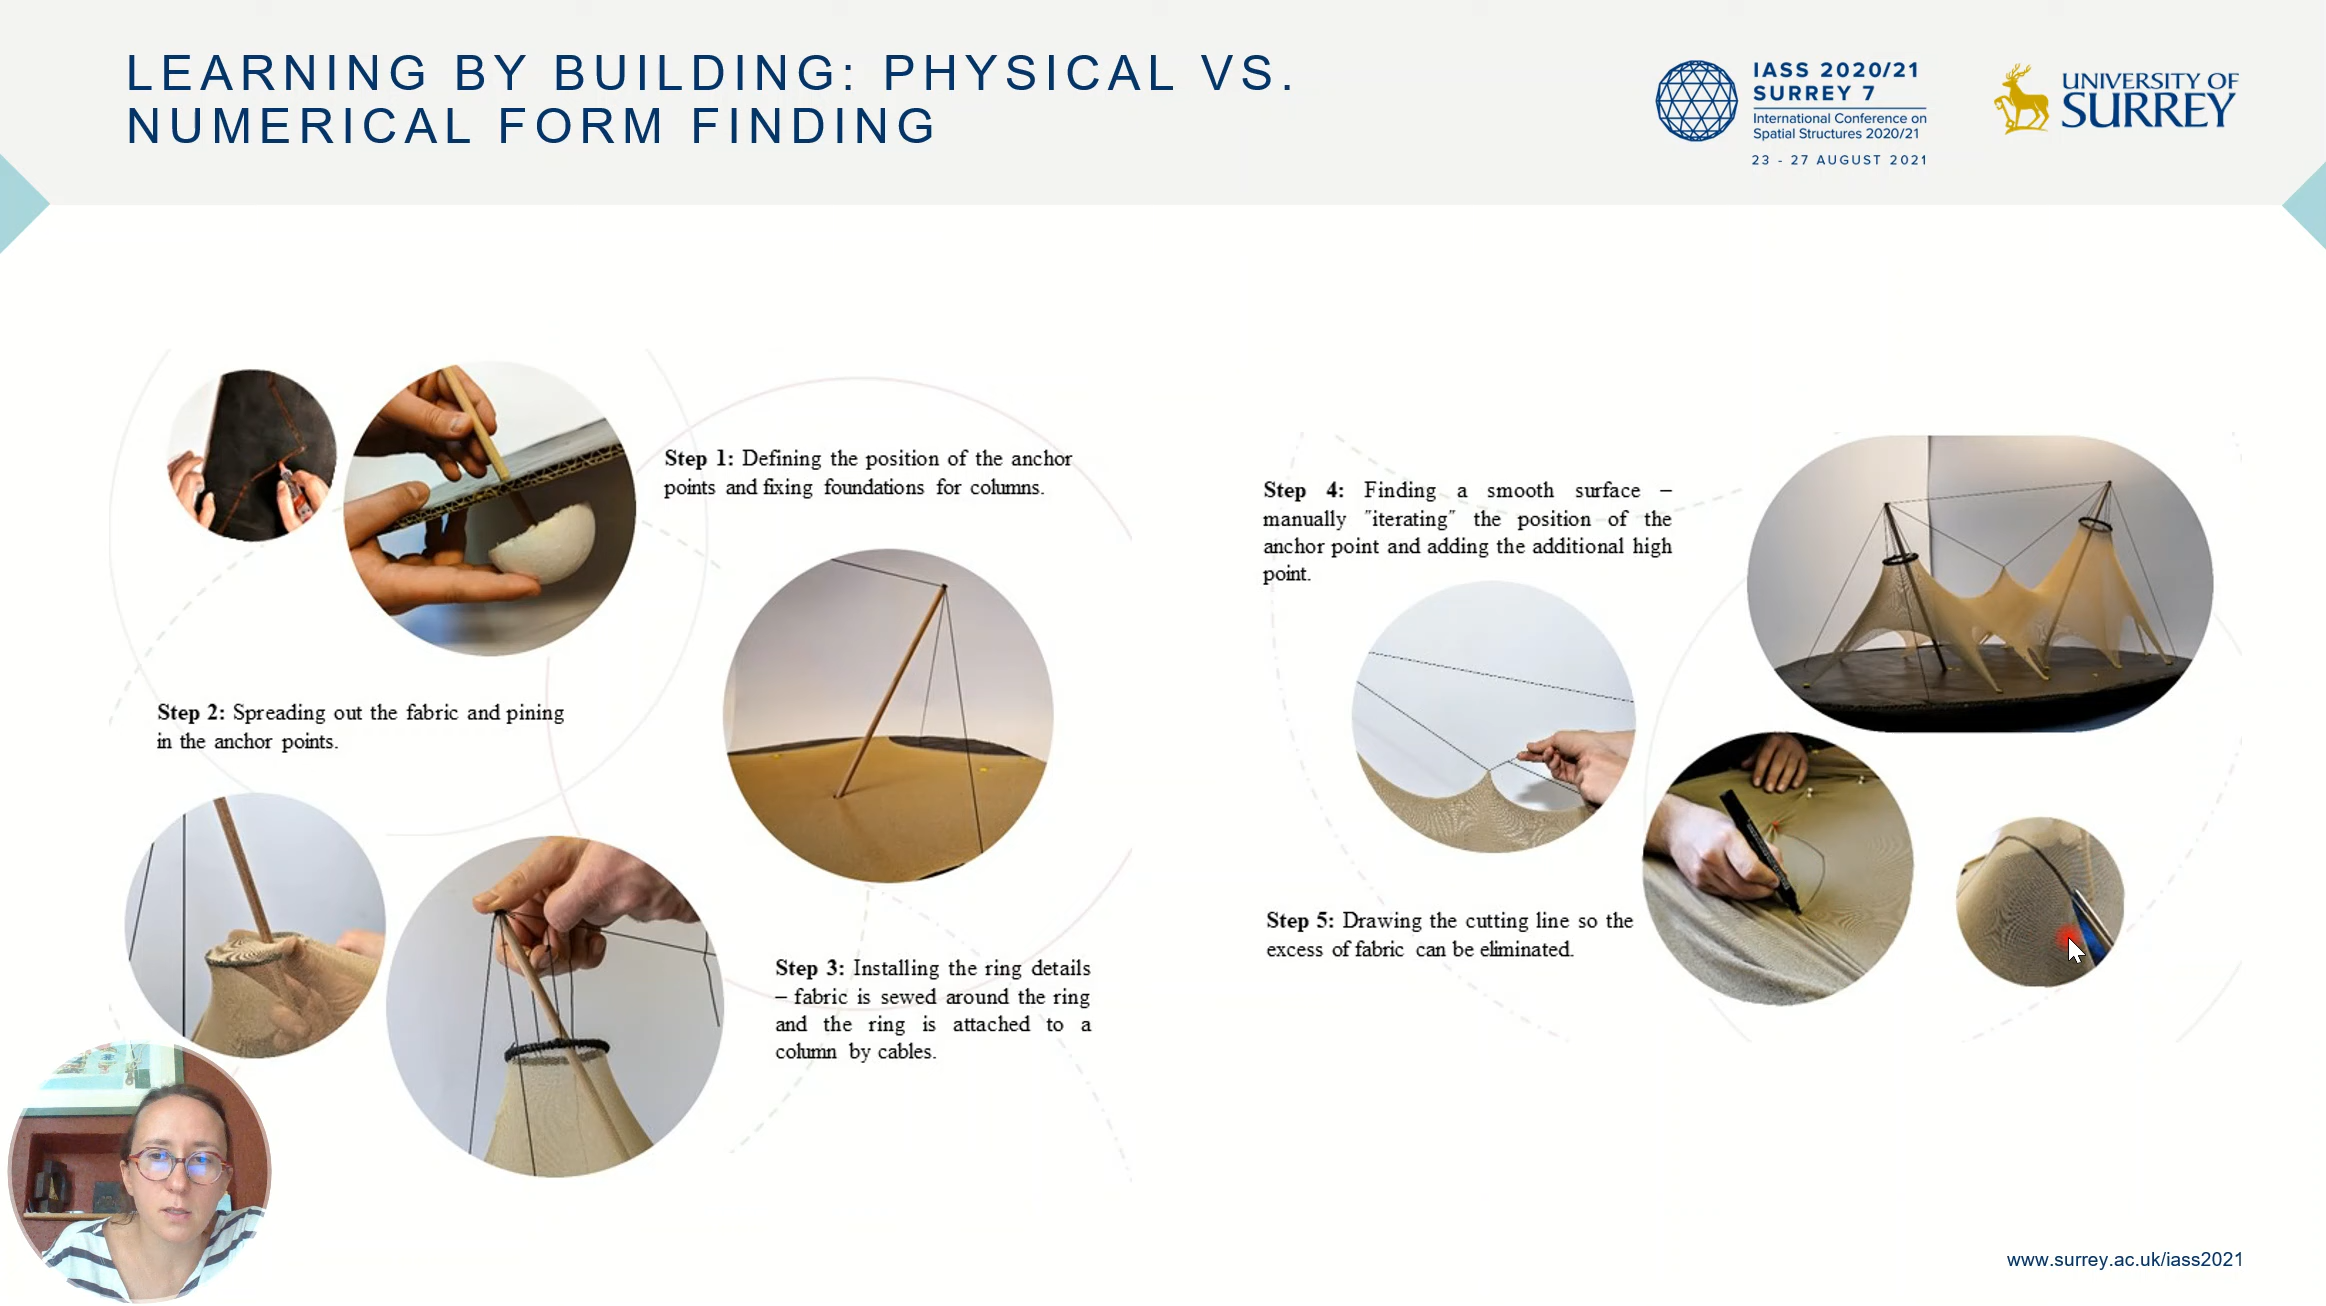 LEARNING BY BUILDING: PHYSICAL VS.
NUMERICAL FORM FINDING
IASS 2020/21
SURREY 7
International Conference on
Spatial Structures 2020/21
23 - 27 AUGUST 2021
UNIVERSITY OF
SURREY
Step 1: Defining the position of the anchor
points and fixing foundations for columns.
Step 2: Spreading out the fabric and pining
in the anchor points.
Step 3: Installing the ring details
– fabric is sewed around the ring
and the ring is attached to a
column by cables.
Step 4: Finding a smooth surface –
manually "iterating" the position of the
anchor point and adding the additional high
point.
Step 5: Drawing the cutting line so the
excess of fabric can be eliminated.
www.surrey.ac.uk/iass2021